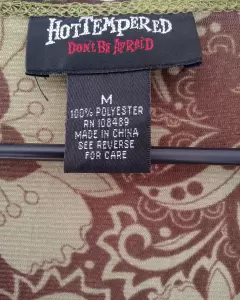 HOTTEMPERED
DON'T BE AFRAID
M
100% POLYESTER
RN 108489
MADE IN CHINA
SEE REVERSE
FOR CARE